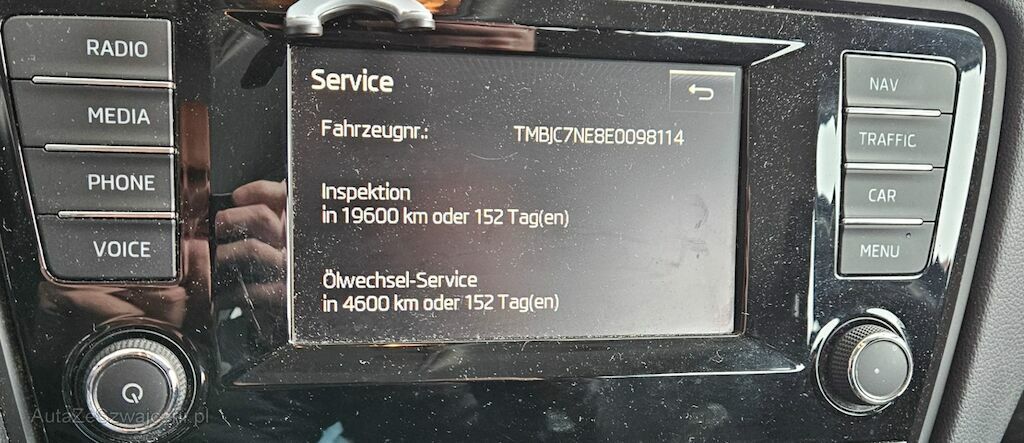 RADIO
MEDIA
PHONE
VOICE
Service
Fahrzeugnr.: TMBJC7NE8E0098114
Inspektion
in 19600 km oder 152 Tag(en)
Ölwechsel-Service
in 4600 km oder 152 Tag(en)
NAV
TRAFFIC
CAR
MENU
AutaZeSzwajcarii.pl